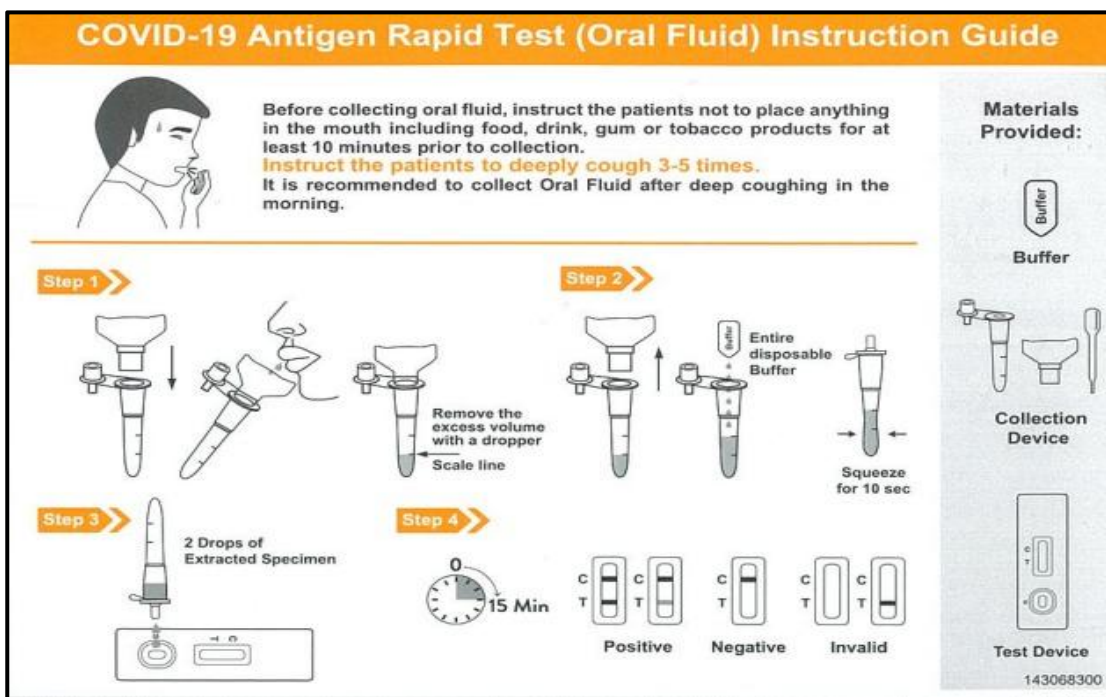 COVID-19 Antigen Rapid Test (Oral Fluid) Instruction Guide
Before collecting oral fluid, instruct the patients not to place anything
in the mouth including food, drink, gum or tobacco products for at
least 10 minutes prior to collection.
Instruct the patients to deeply cough 3-5 times.
It is recommended to collect Oral Fluid after deep coughing in the
morning.
Step 1
Remove the
excess volume
with a dropper
Scale line
Step 2
Buffer
Entire
disposable
Buffer
Squeeze
for 10 sec
Step 3
2 Drops of
Extracted Specimen
T C
Step 4
0
15 Min
C
T
C
T
Positive
C
T
Negative
C
T
C
T
Invalid
Materials
Provided:
Buffer
Buffer
Collection
Device
C
T
Test Device
143068300